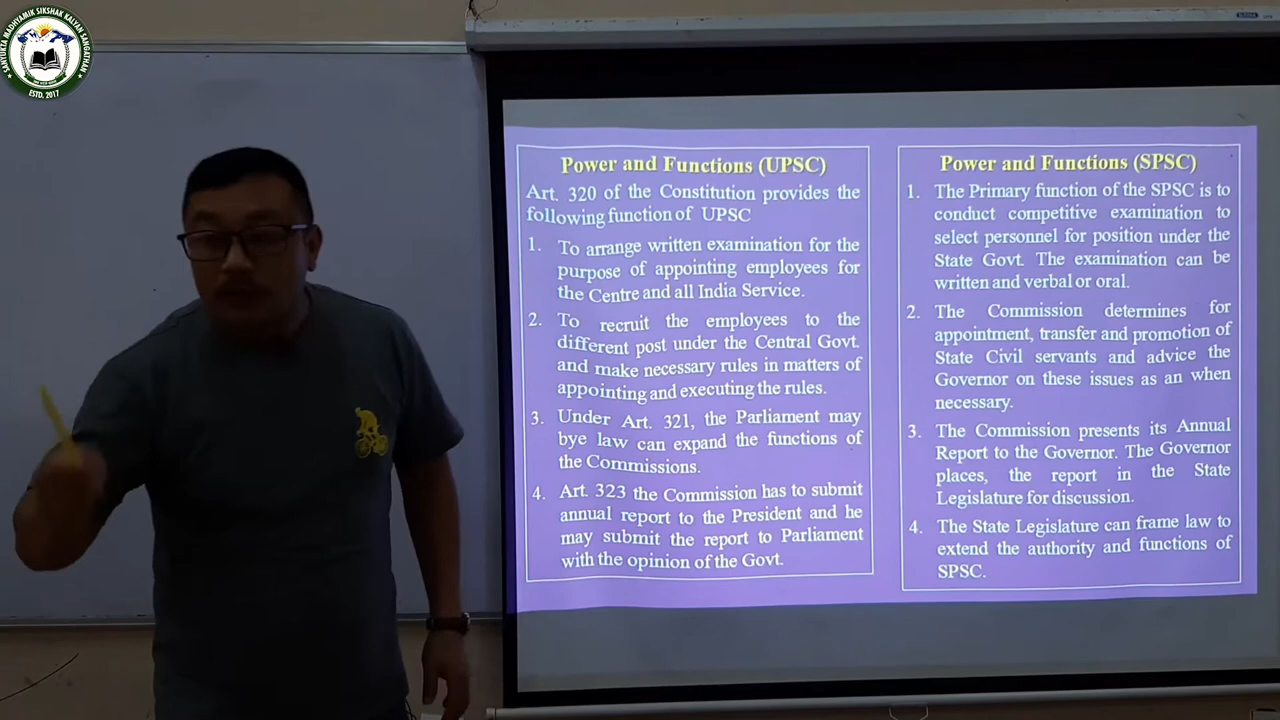 SANYUKTA MADHYAMIK SIKSHAK KALYAN SANGATHAN
ESTD. 2017
Power and Functions (UPSC)
Art. 320 of the Constitution provides the
following function of UPSC
1. To arrange written examination for the
purpose of appointing employees for
the Centre and all India Service.
2. To recruit the employees to the
different post under the Central Govt.
and make necessary rules in matters of
appointing and executing the rules.
3. Under Art. 321, the Parliament may
bye law can expand the functions of
the Commissions.
4. Art. 323 the Commission has to submit
annual report to the President and he
may submit the report to Parliament
with the opinion of the Govt.
Power and Functions (SPSC)
1. The Primary function of the SPSC is to
conduct competitive examination to
select personnel for position under the
State Govt. The examination can be
written and verbal or oral.
2. The Commission determines for
appointment, transfer and promotion of
State Civil servants and advice the
Governor on these issues as an when
necessary.
3. The Commission presents its Annual
Report to the Governor. The Governor
places, the report in the State
Legislature for discussion.
4. The State Legislature can frame law to
extend the authority and functions of
SPSC.